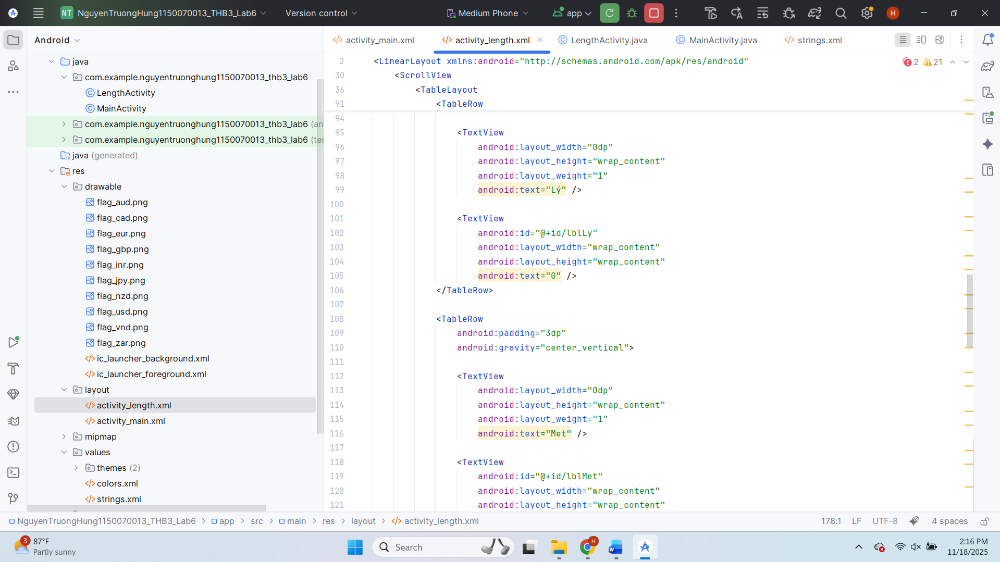 NT NguyenTruongHung1150070013_THB3_Lab6 Version control Medium Phone app H
Android
java
com.example.nguyentruonghung1150070013_thb3_lab6
LengthActivity
MainActivity
com.example.nguyentruonghung1150070013_thb3_lab6 (an
com.example.nguyentruonghung1150070013_thb3_lab6 (tes
java (generated)
res
drawable
flag_aud.png
flag_cad.png
flag_eur.png
flag_gbp.png
flag_inr.png
flag_jpy.png
flag_nzd.png
flag_usd.png
flag_vnd.png
flag_zar.png
ic_launcher_background.xml
ic_launcher_foreground.xml
layout
activity_length.xml
activity_main.xml
mipmap
values
themes (2)
colors.xml
strings.xml
activity_main.xml activity_length.xml LengthActivity.java MainActivity.java strings.xml
2 <LinearLayout xmlns:android="http://schemas.android.com/apk/res/android" 2 21
30 <ScrollView
36 <TableLayout
91 <TableRow
94
95 <TextView
96 android:layout_width="0dp"
97 android:layout_height="wrap_content"
98 android:layout_weight="1"
99 android:text="Lý" />
100
101 <TextView
102 android:id="@+id/lblLy"
103 android:layout_width="wrap_content"
104 android:layout_height="wrap_content"
105 android:text="0" />
106 </TableRow>
107
108 <TableRow
109 android:padding="3dp"
110 android:gravity="center_vertical">
111
112 <TextView
113 android:layout_width="0dp"
114 android:layout_height="wrap_content"
115 android:layout_weight="1"
116 android:text="Met" />
117
118 <TextView
119 android:id="@+id/lblMet"
120 android:layout_width="wrap_content"
121 android:layout_height="wrap_content"
NguyenTruongHung1150070013_THB3_Lab6 > app > src > main > res > layout > activity_length.xml 178:1 LF UTF-8 4 spaces
3 87°F
Partly sunny
Search
H
2:16 PM
11/18/2025